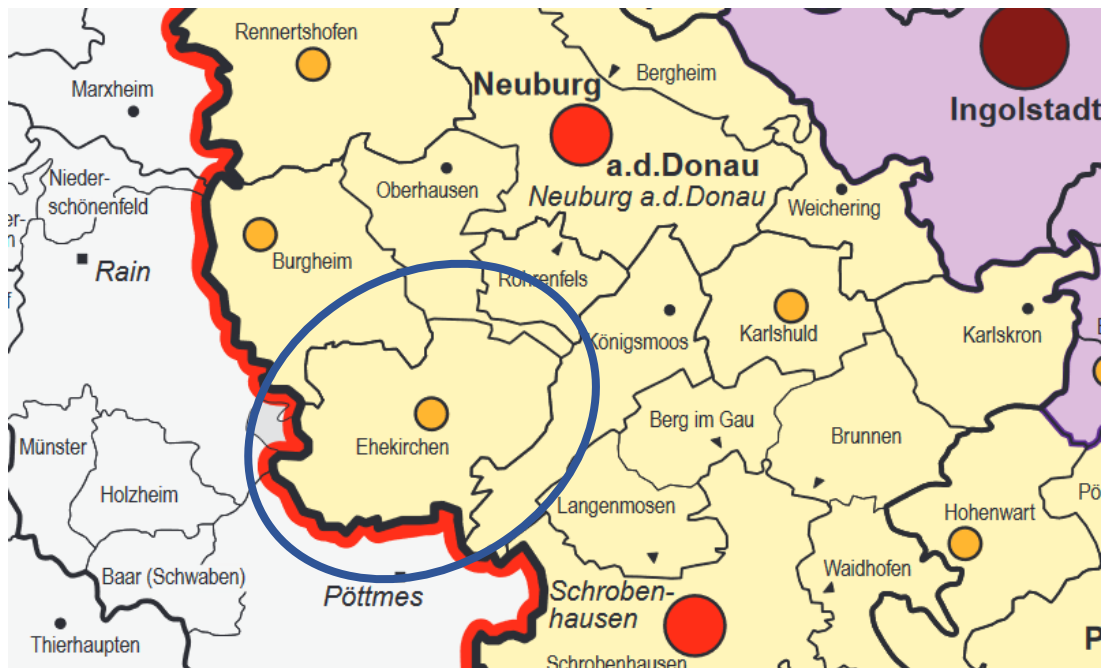 Rennertshofen
Marxheim
Bergheim
Neuburg
a.d.Donau
Neuburg a.d.Donau
Ingolstadt
Nieder-
schönenfeld
Oberhausen
Weichering
Rain
Burgheim
Rohrenfels
Königsmoos
Karlshuld
Karlskron
Ehekirchen
Berg im Gau
Brunnen
Münster
Holzheim
Langenmosen
Hohenwart
Pö
Baar (Schwaben)
Pöttmes
Schroben-
hausen
Waidhofen
Thierhaupten
Schrobenhausen
P